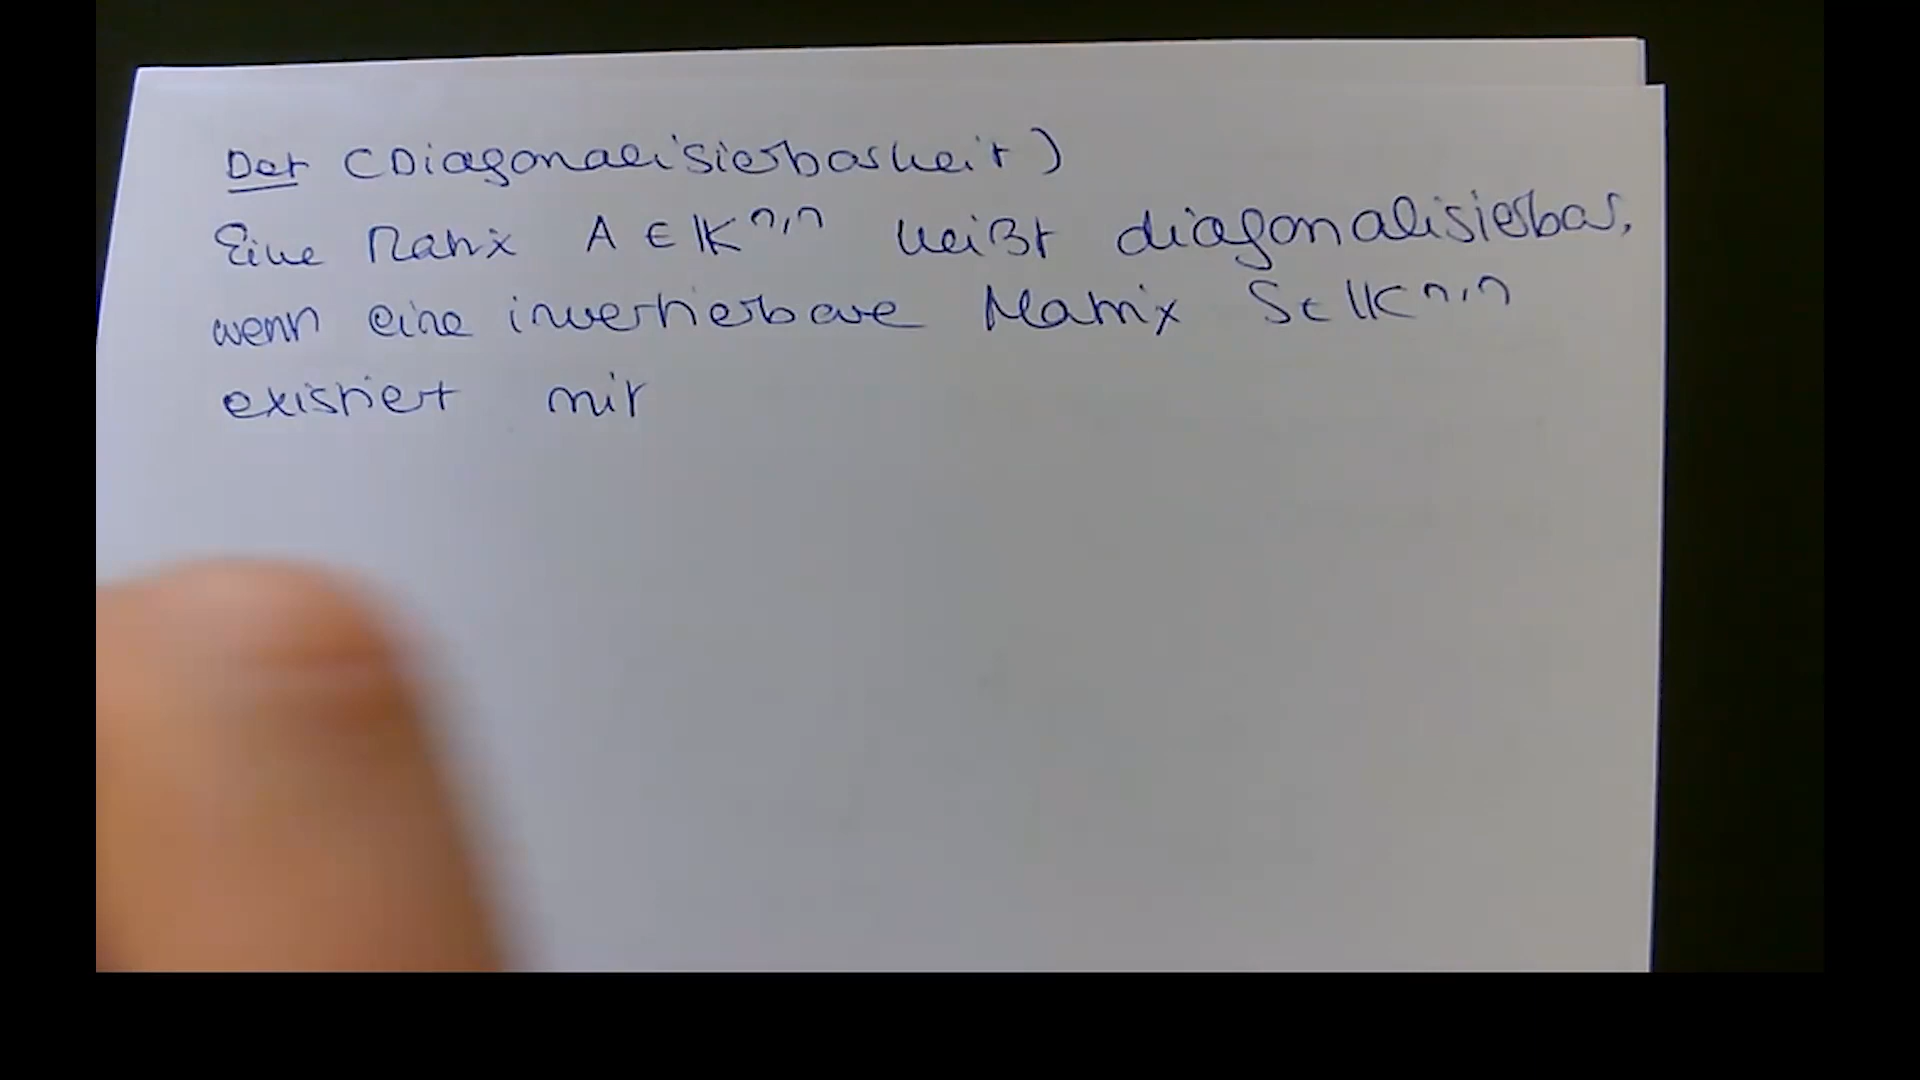 Def (Diagonalisierbarkeit)
Eine Matrix A ∈ 𝕂^{n,n} heißt diagonalisierbar,
wenn eine invertierbare Matrix S ∈ 𝕂^{n,n}
existiert mit